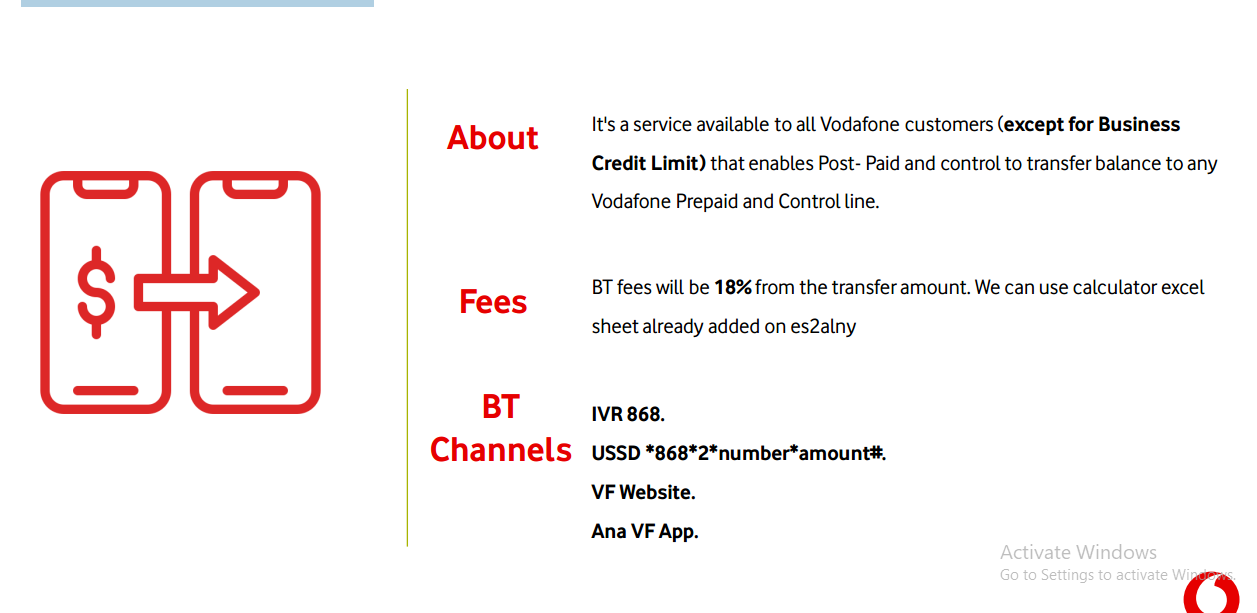 About
It's a service available to all Vodafone customers (except for Business
Credit Limit) that enables Post- Paid and control to transfer balance to any
Vodafone Prepaid and Control line.
Fees
BT fees will be 18% from the transfer amount. We can use calculator excel
sheet already added on es2alny
BT
Channels
IVR 868.
USSD *868*2*number*amount#.
VF Website.
Ana VF App.
Activate Windows
Go to Settings to activate Windows.